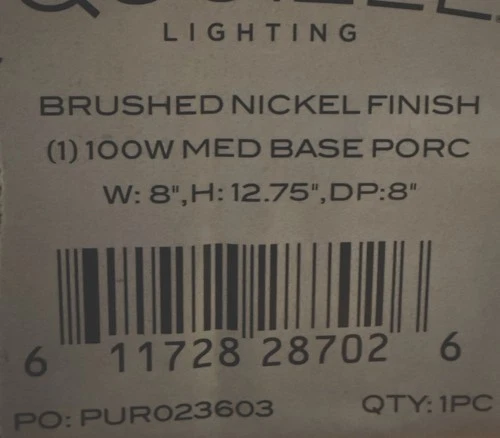 LIGHTING
BRUSHED NICKEL FINISH
(1) 100W MED BASE PORC
W: 8", H: 12.75", DP:8"
6 11728 28702 6
PO: PUR023603 QTY: 1PC